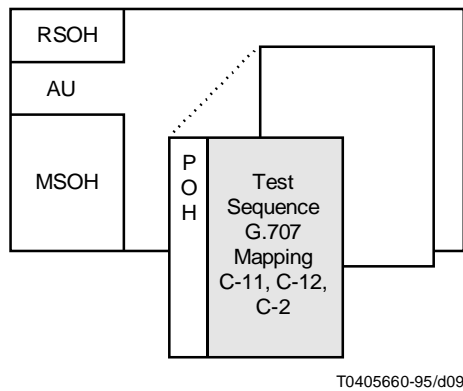 RSOH
AU
MSOH
P
O
H
Test
Sequence
G.707
Mapping
C-11, C-12,
C-2
T0405660-95/d09